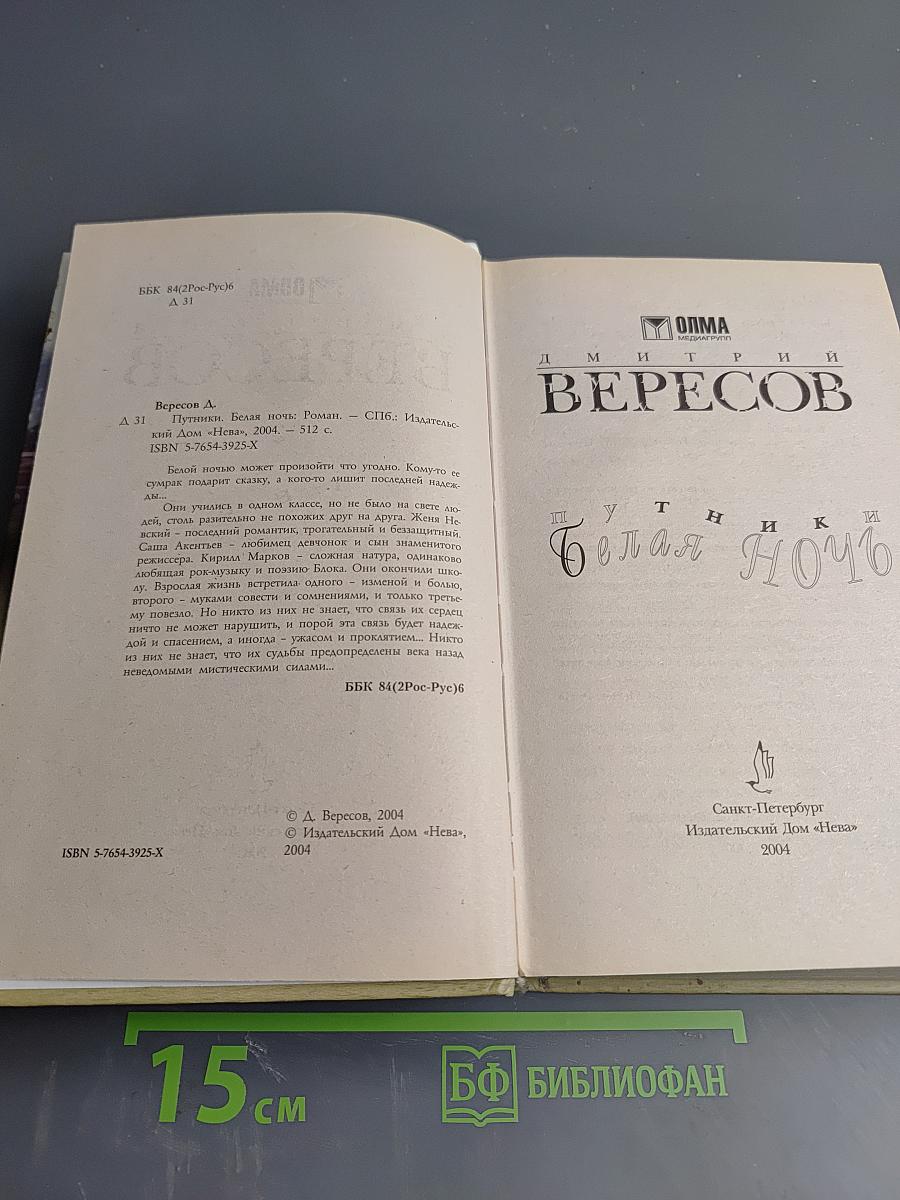 ББК 84(2Рос-Рус)6
Д 31
Вересов Д.
Д 31 Путники. Белая ночь: Роман. — СПб.: Издательс-
кий Дом «Нева», 2004. — 512 с.
ISBN 5-7654-3925-X
Белой ночью может произойти что угодно. Кому-то ее
сумрак подарит сказку, а кого-то лишит последней надеж-
ды...
Они учились в одном классе, но не было на свете лю-
дей, столь разительно не похожих друг на друга. Женя Не-
вский – последний романтик, трогательный и беззащитный.
Саша Акентьев – любимец девчонок и сын знаменитого
режиссера. Кирилл Марков – сложная натура, одинаково
любящая рок-музыку и поэзию Блока. Они окончили шко-
лу. Взрослая жизнь встретила одного – изменой и болью,
второго – муками совести и сомнениями, и только третье-
му повезло. Но никто из них не знает, что связь их сердец
ничто не может нарушить, и порой эта связь будет надеж-
дой и спасением, а иногда – ужасом и проклятием... Никто
из них не знает, что их судьбы предопределены века назад
неведомыми мистическими силами...
ББК 84(2Рос-Рус)6
© Д. Вересов, 2004
© Издательский Дом «Нева»,
2004
ISBN 5-7654-3925-X
ОЛМА
МЕДИАГРУПП
ДМИТРИЙ
ВЕРЕСОВ
ПУТНИКИ
Белая НОЧЬ
Санкт-Петербург
Издательский Дом «Нева»
2004
15 см
БФ БИБЛИОФАН